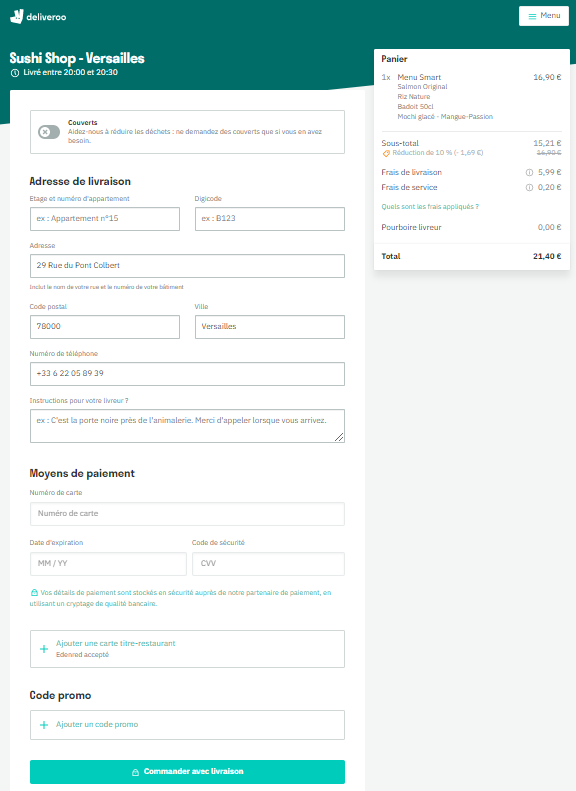 deliveroo
Menu
Sushi Shop - Versailles
Livré entre 20:00 et 20:30
Couverts
Aidez-nous à réduire les déchets : ne demandez des couverts que si vous en avez
besoin.
Adresse de livraison
Etage et numéro d'appartement
Digicode
ex : Appartement n°15
ex : B123
Adresse
29 Rue du Pont Colbert
Inclut le nom de votre rue et le numéro de votre bâtiment
Code postal
Ville
78000
Versailles
Numéro de téléphone
+33 6 22 05 89 39
Instructions pour votre livreur ?
ex : C'est la porte noire près de l'animalerie. Merci d'appeler lorsque vous arrivez.
Moyens de paiement
Numéro de carte
Numéro de carte
Date d'expiration
Code de sécurité
MM / YY
CVV
Vos détails de paiement sont stockés en sécurité auprès de notre partenaire de paiement, en
utilisant un cryptage de qualité bancaire.
Ajouter une carte titre-restaurant
Edenred accepté
Code promo
Ajouter un code promo
Commander avec livraison
Panier
1x Menu Smart 16,90 €
Salmon Original
Riz Nature
Badoit 50cl
Mochi glacé - Mangue-Passion
Sous-total 15,21 €
Réduction de 10 % (- 1,69 €) 16,90 €
Frais de livraison 5,99 €
Frais de service 0,20 €
Quels sont les frais appliqués ?
Pourboire livreur 0,00 €
Total 21,40 €